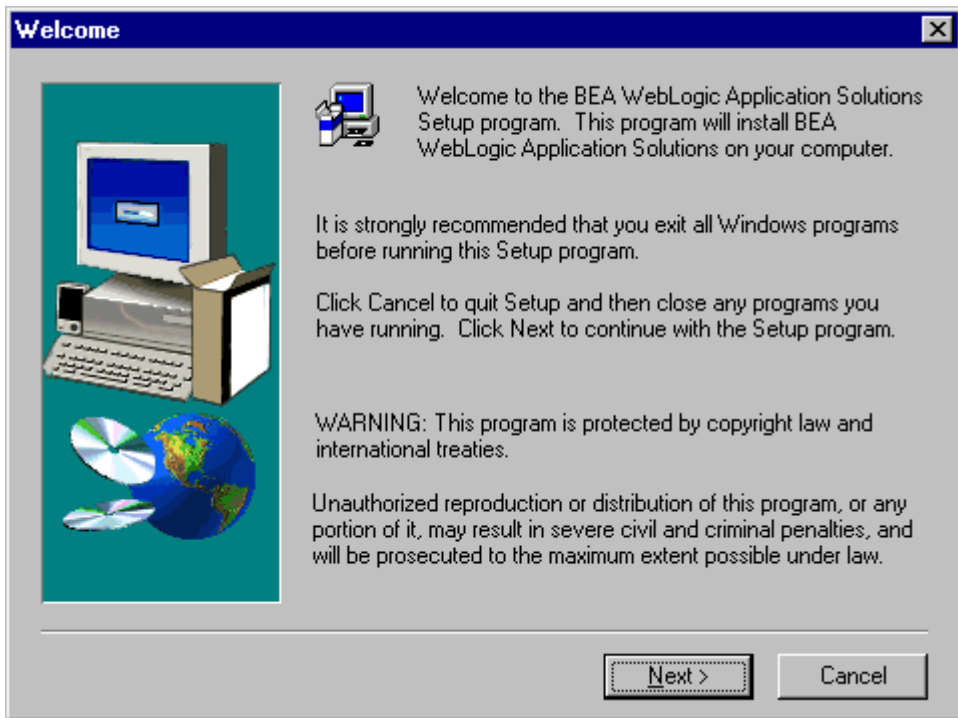 Welcome
Welcome to the BEA WebLogic Application Solutions
Setup program.  This program will install BEA
WebLogic Application Solutions on your computer.
It is strongly recommended that you exit all Windows programs
before running this Setup program.
Click Cancel to quit Setup and then close any programs you
have running.  Click Next to continue with the Setup program.
WARNING: This program is protected by copyright law and
international treaties.
Unauthorized reproduction or distribution of this program, or any
portion of it, may result in severe civil and criminal penalties, and
will be prosecuted to the maximum extent possible under law.
Next >
Cancel